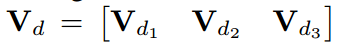 V_d = [V_{d_1} V_{d_2} V_{d_3}]